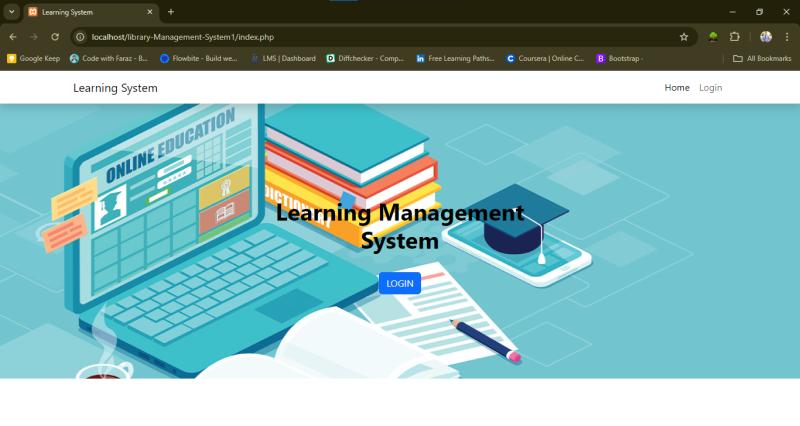 Learning System
localhost/library-Management-System1/index.php
Google Keep
Code with Faraz - B...
Flowbite - Build we...
LMS | Dashboard
Diffchecker - Comp...
Free Learning Paths...
Coursera | Online C...
Bootstrap ·
All Bookmarks
Learning System
Home
Login
ONLINE EDUCATION
DICTIONARY
Learning Management
System
LOGIN